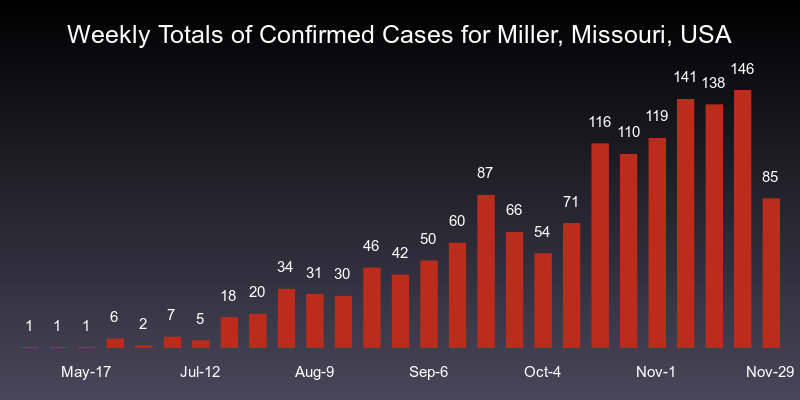 Weekly Totals of Confirmed Cases for Miller, Missouri, USA
1 1 1 6 2 7 5 18 20 34 31 30 46 42 50 60 87 66 54 71 116 110 119 141 138 146 85
May-17 Jul-12 Aug-9 Sep-6 Oct-4 Nov-1 Nov-29